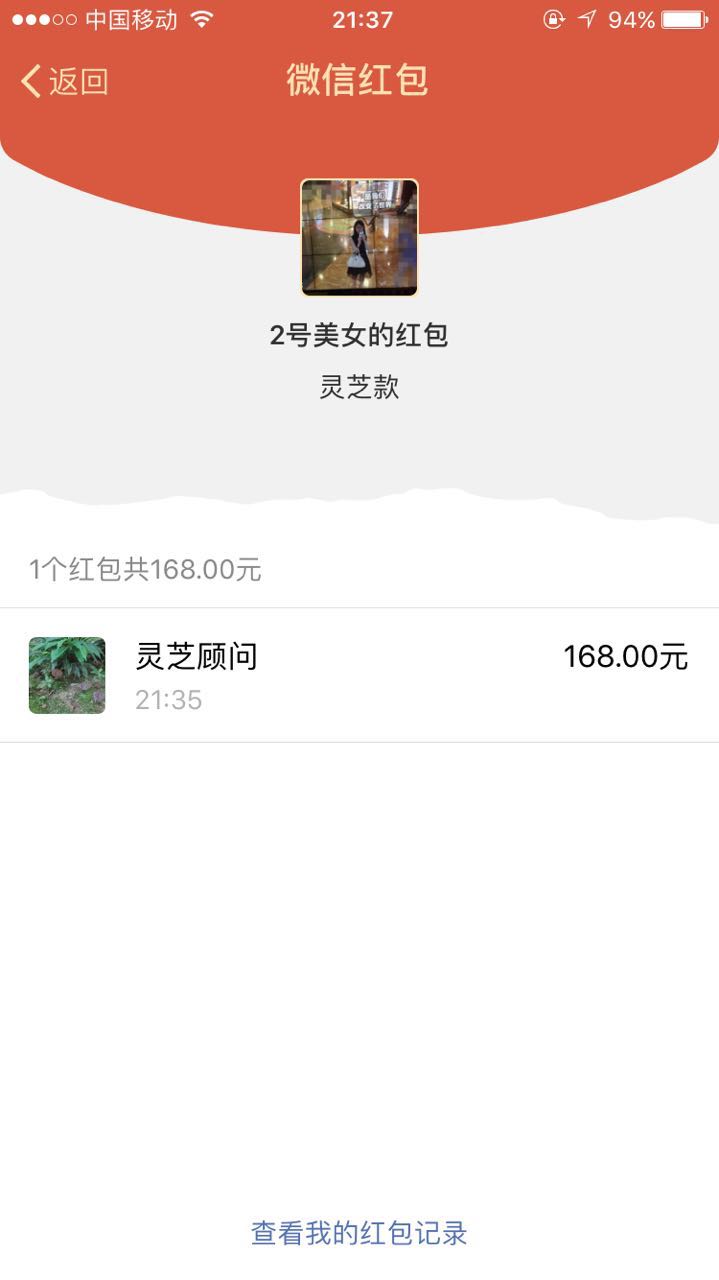 中国移动 21:37 94%
返回 微信红包
2号美女的红包
灵芝款
1个红包共168.00元
灵芝顾问 168.00元
21:35
查看我的红包记录